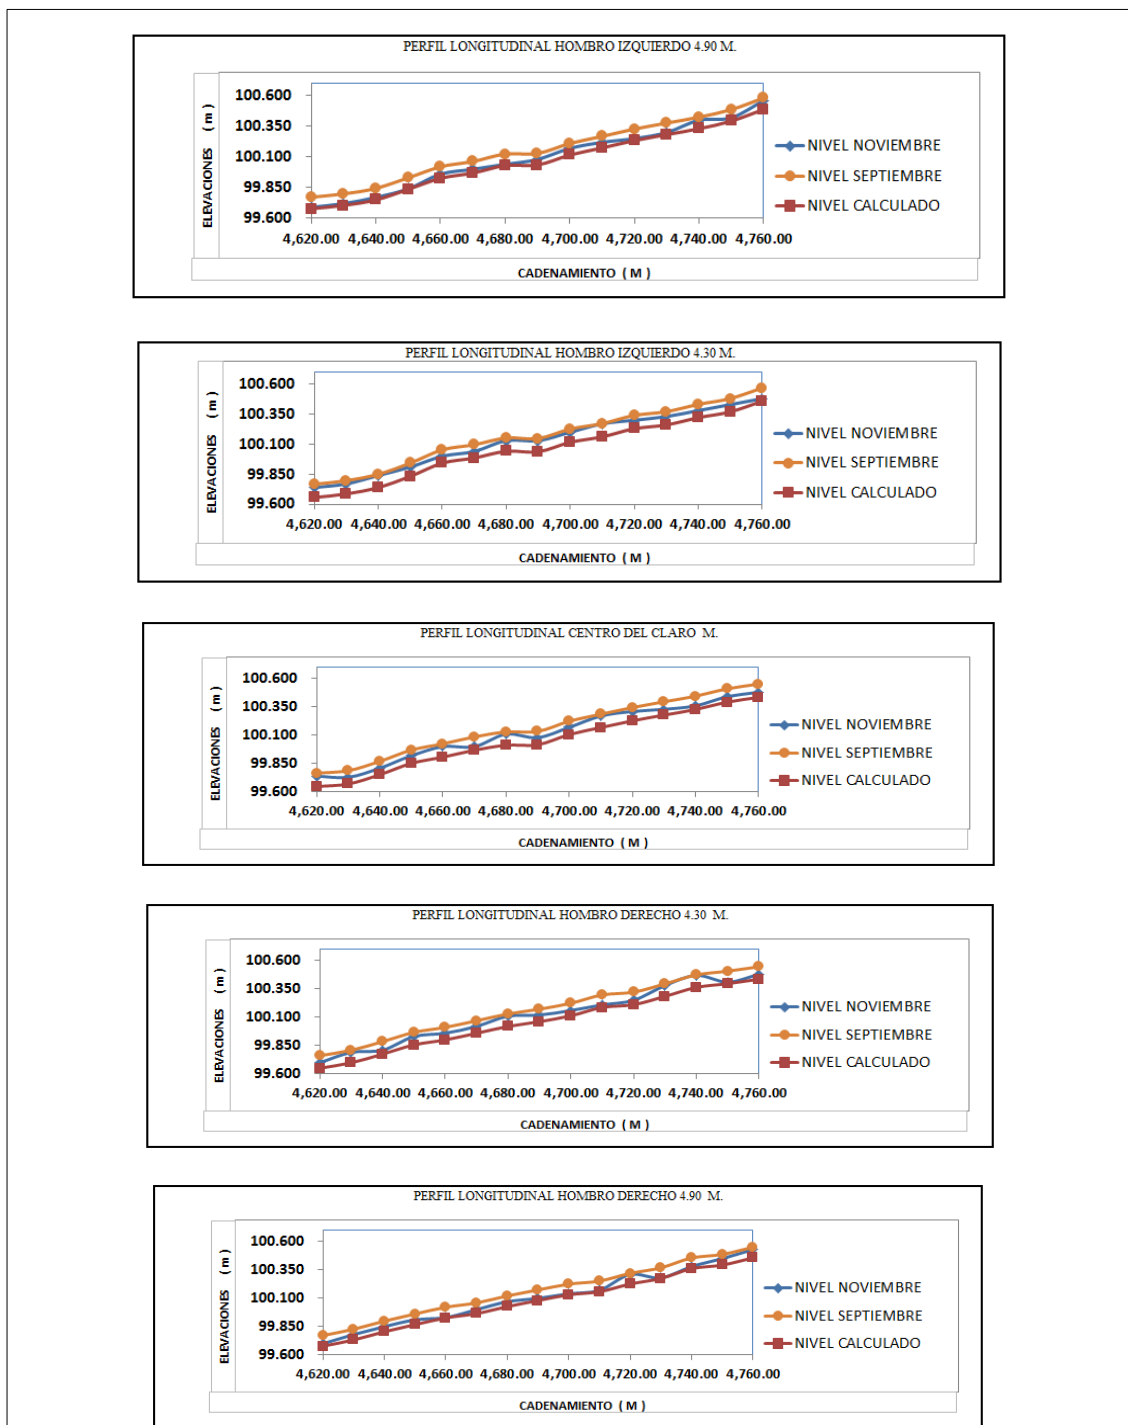 PERFIL LONGITUDINAL HOMBRO IZQUIERDO 4.90 M.
ELEVACIONES ( m )
100.600
100.350
100.100
99.850
99.600
NIVEL NOVIEMBRE
NIVEL SEPTIEMBRE
NIVEL CALCULADO
4,620.00 4,640.00 4,660.00 4,680.00 4,700.00 4,720.00 4,740.00 4,760.00
CADENAMIENTO ( M )
PERFIL LONGITUDINAL HOMBRO IZQUIERDO 4.30 M.
ELEVACIONES ( m )
100.600
100.350
100.100
99.850
99.600
NIVEL NOVIEMBRE
NIVEL SEPTIEMBRE
NIVEL CALCULADO
4,620.00 4,640.00 4,660.00 4,680.00 4,700.00 4,720.00 4,740.00 4,760.00
CADENAMIENTO ( M )
PERFIL LONGITUDINAL CENTRO DEL CLARO M.
ELEVACIONES ( m )
100.600
100.350
100.100
99.850
99.600
NIVEL NOVIEMBRE
NIVEL SEPTIEMBRE
NIVEL CALCULADO
4,620.00 4,640.00 4,660.00 4,680.00 4,700.00 4,720.00 4,740.00 4,760.00
CADENAMIENTO ( M )
PERFIL LONGITUDINAL HOMBRO DERECHO 4.30 M.
ELEVACIONES ( m )
100.600
100.350
100.100
99.850
99.600
NIVEL NOVIEMBRE
NIVEL SEPTIEMBRE
NIVEL CALCULADO
4,620.00 4,640.00 4,660.00 4,680.00 4,700.00 4,720.00 4,740.00 4,760.00
CADENAMIENTO ( M )
PERFIL LONGITUDINAL HOMBRO DERECHO 4.90 M.
ELEVACIONES ( m )
100.600
100.350
100.100
99.850
99.600
NIVEL NOVIEMBRE
NIVEL SEPTIEMBRE
NIVEL CALCULADO
4,620.00 4,640.00 4,660.00 4,680.00 4,700.00 4,720.00 4,740.00 4,760.00
CADENAMIENTO ( M )